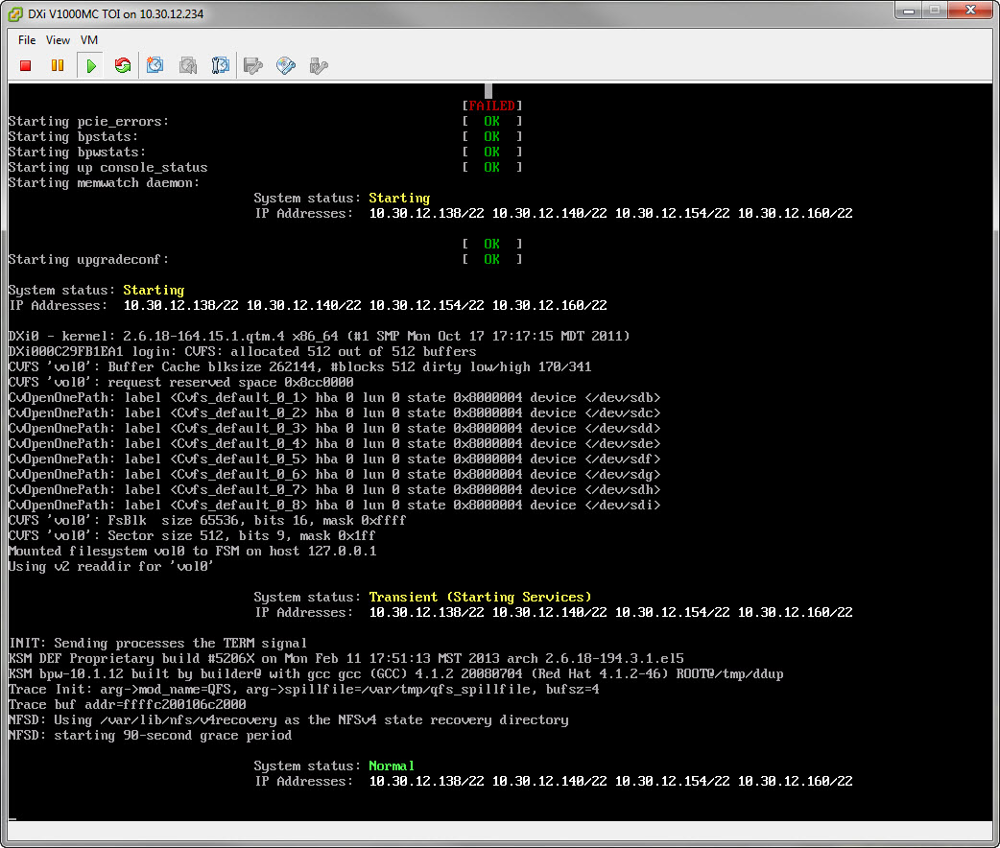 DXi V1000MC TOI on 10.30.12.234
File View VM
[FAILED]
Starting pcie_errors: [ OK ]
Starting bpstats: [ OK ]
Starting bpwstats: [ OK ]
Starting up console_status [ OK ]
Starting memwatch daemon:
System status: Starting
IP Addresses: 10.30.12.138/22 10.30.12.140/22 10.30.12.154/22 10.30.12.160/22
[ OK ]
Starting upgradeconf: [ OK ]
System status: Starting
IP Addresses: 10.30.12.138/22 10.30.12.140/22 10.30.12.154/22 10.30.12.160/22
DXi0 - kernel: 2.6.18-164.15.1.qtm.4 x86_64 (#1 SMP Mon Oct 17 17:17:15 MDT 2011)
DXi000C29FB1EA1 login: CVFS: allocated 512 out of 512 buffers
CVFS 'vol0': Buffer Cache blksize 262144, #blocks 512 dirty low/high 170/341
CVFS 'vol0': request reserved space 0x8cc0000
CvOpenOnePath: label <Cvfs_default_0_1> hba 0 lun 0 state 0x8000004 device </dev/sdb>
CvOpenOnePath: label <Cvfs_default_0_2> hba 0 lun 0 state 0x8000004 device </dev/sdc>
CvOpenOnePath: label <Cvfs_default_0_3> hba 0 lun 0 state 0x8000004 device </dev/sdd>
CvOpenOnePath: label <Cvfs_default_0_4> hba 0 lun 0 state 0x8000004 device </dev/sde>
CvOpenOnePath: label <Cvfs_default_0_5> hba 0 lun 0 state 0x8000004 device </dev/sdf>
CvOpenOnePath: label <Cvfs_default_0_6> hba 0 lun 0 state 0x8000004 device </dev/sdg>
CvOpenOnePath: label <Cvfs_default_0_7> hba 0 lun 0 state 0x8000004 device </dev/sdh>
CvOpenOnePath: label <Cvfs_default_0_8> hba 0 lun 0 state 0x8000004 device </dev/sdi>
CVFS 'vol0': FsBlk  size 65536, bits 16, mask 0xffff
CVFS 'vol0': Sector size 512, bits 9, mask 0x1ff
Mounted filesystem vol0 to FSM on host 127.0.0.1
Using v2 readdir for 'vol0'
System status: Transient (Starting Services)
IP Addresses: 10.30.12.138/22 10.30.12.140/22 10.30.12.154/22 10.30.12.160/22
INIT: Sending processes the TERM signal
KSM DEF Proprietary build #5206X on Mon Feb 11 17:51:13 MST 2013 arch 2.6.18-194.3.1.el5
KSM bpw-10.1.12 built by builder@ with gcc gcc (GCC) 4.1.2 20080704 (Red Hat 4.1.2-46) ROOT@/tmp/ddup
Trace Init: arg->mod_name=QFS, arg->spillfile=/var/tmp/qfs_spillfile, bufsz=4
Trace buf addr=ffffc200106c2000
NFSD: Using /var/lib/nfs/v4recovery as the NFSv4 state recovery directory
NFSD: starting 90-second grace period
System status: Normal
IP Addresses: 10.30.12.138/22 10.30.12.140/22 10.30.12.154/22 10.30.12.160/22